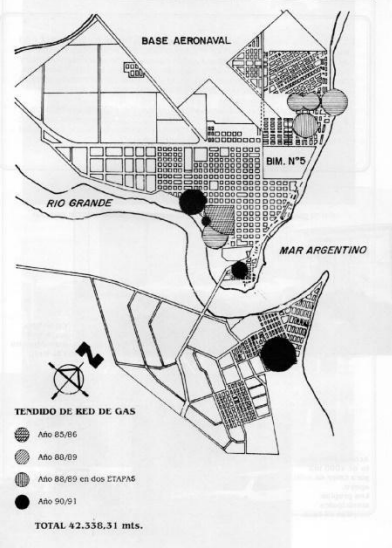 BASE AERONAVAL
BIM. N°5
RIO GRANDE
MAR ARGENTINO
N
TENDIDO DE RED DE GAS
Año 85/86
Año 88/89
Año 88/89 en dos ETAPAS
Año 90/91
TOTAL 42.338,31 mts.